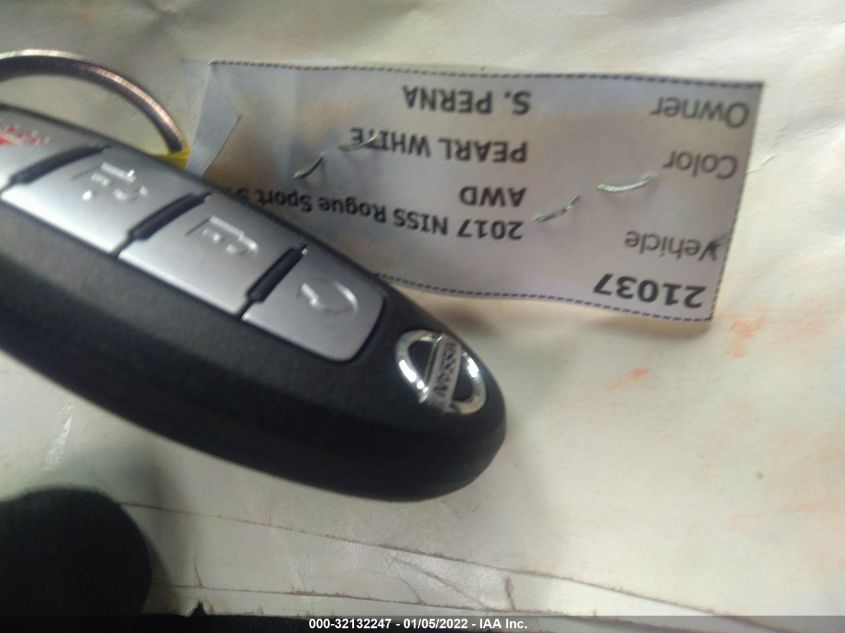 21037
Vehicle 2017 NISS Rogue Sport
AWD
Color PEARL WHITE
Owner S. PERNA
NISSAN
000-32132247 - 01/05/2022 - IAA Inc.